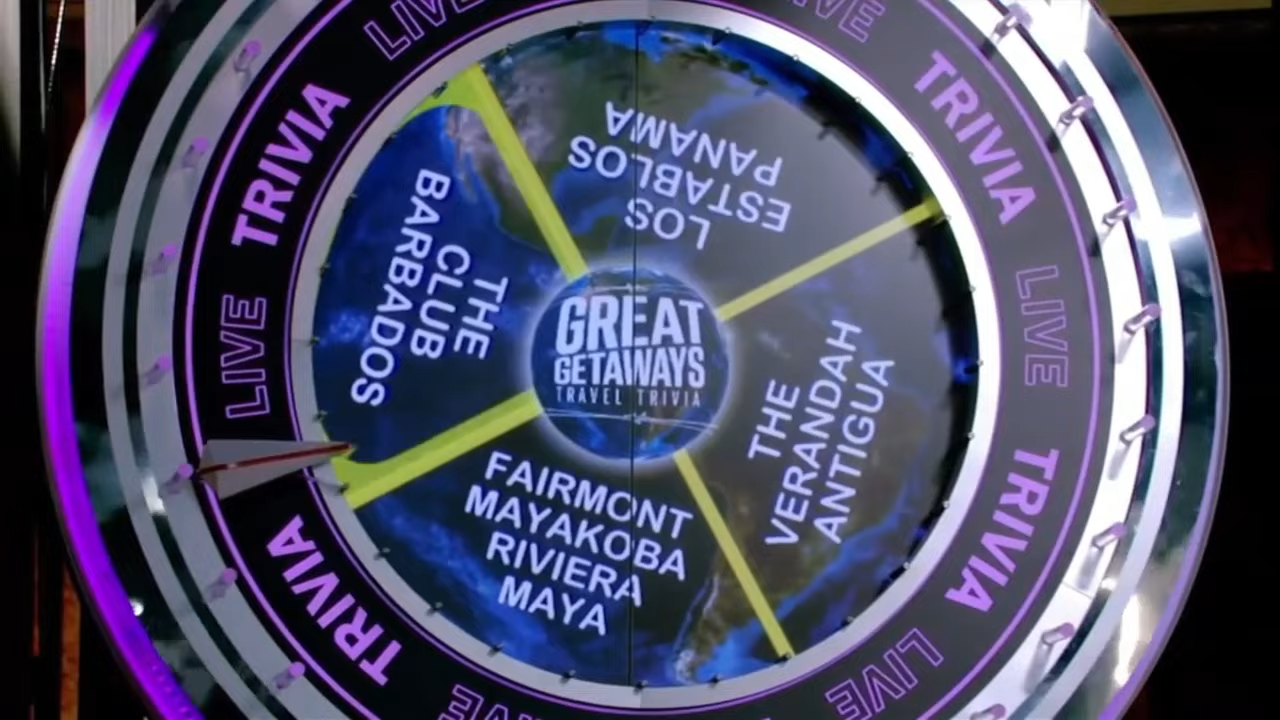 LIVE
LIVE
TRIVIA
TRIVIA
LOS
ESTABLOS
PANAMA
THE
CLUB
BARBADOS
GREAT
GETAWAYS
TRAVEL TRIVIA
THE
VERANDAH
ANTIGUA
LIVE
LIVE
FAIRMONT
MAYAKOBA
RIVIERA
MAYA
TRIVIA
TRIVIA
LIVE
LIVE